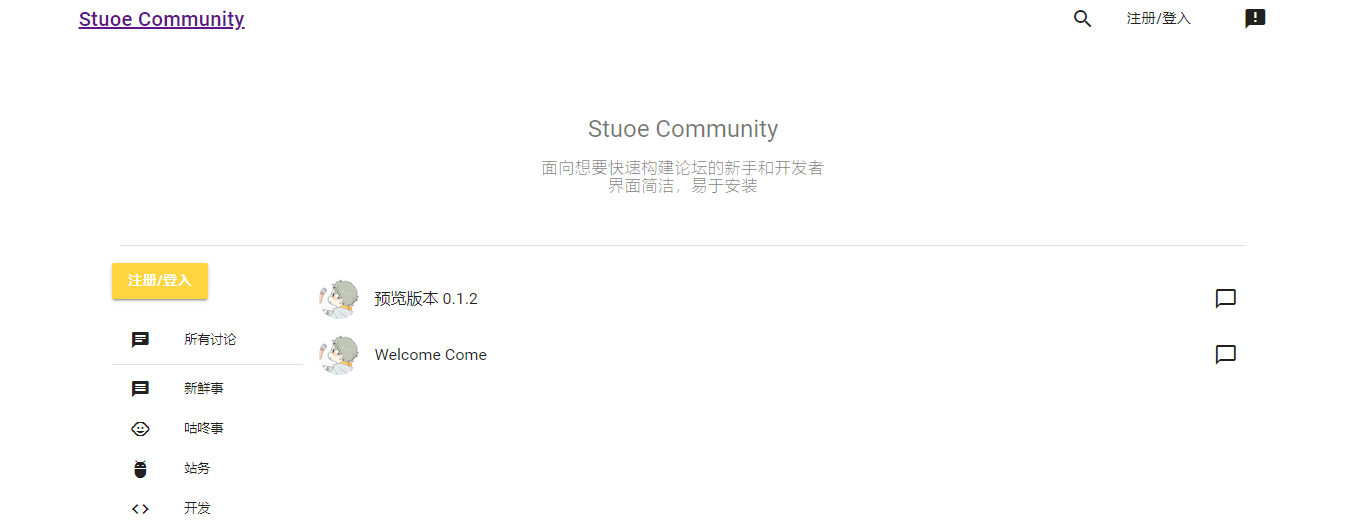 Stuoe Community
注册/登入
Stuoe Community
面向想要快速构建论坛的新手和开发者
界面简洁，易于安装
注册/登入
所有讨论
新鲜事
咕咚事
站务
开发
预览版本 0.1.2
Welcome Come